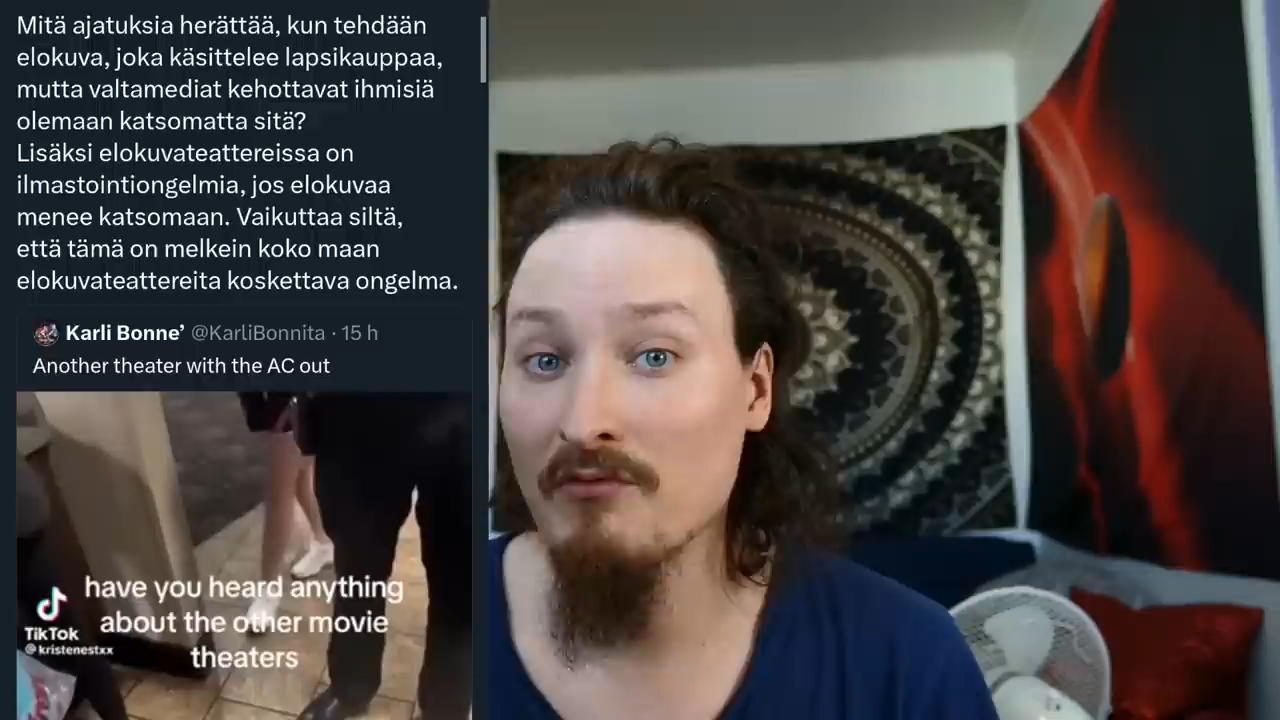 Mitä ajatuksia herättää, kun tehdään
elokuva, joka käsittelee lapsikauppaa,
mutta valtamediat kehottavat ihmisiä
olemaan katsomatta sitä?
Lisäksi elokuvateattereissa on
ilmastointiongelmia, jos elokuvaa
menee katsomaan. Vaikuttaa siltä,
että tämä on melkein koko maan
elokuvateattereita koskettava ongelma.
Karli Bonne’ @KarliBonnita · 15 h
Another theater with the AC out
have you heard anything
about the other movie
theaters
TikTok
@kristenestxx